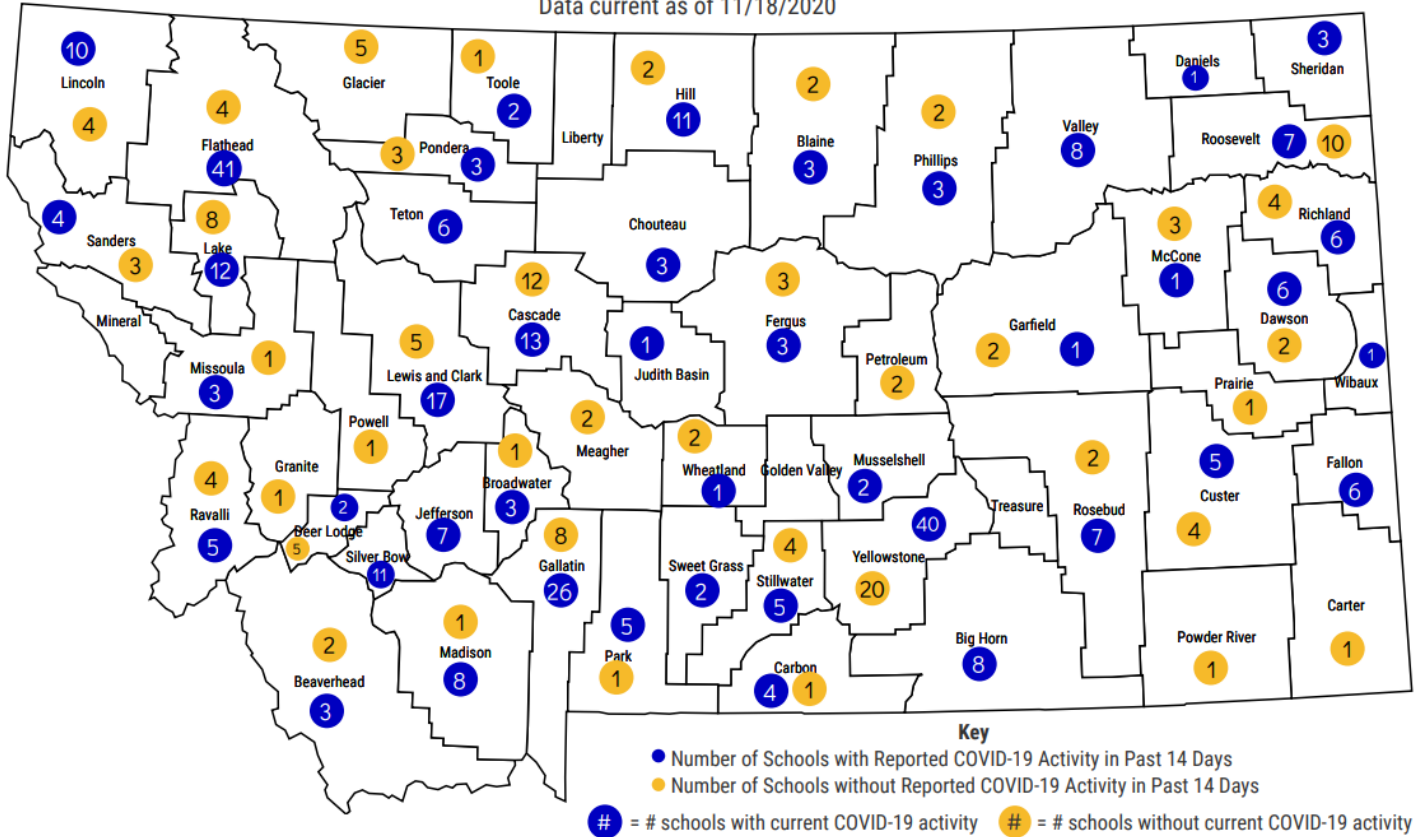 Data current as of 11/18/2020
10
Lincoln
4
5
Glacier
1
Toole
2
Liberty
2
Hill
11
2
Blaine
3
2
Phillips
3
Valley
8
Daniels
1
3
Sheridan
Roosevelt 7 10
4
Flathead
41
3 Pondera 3
Teton 6
Chouteau
3
4
Sanders
3
8
Lake
12
Mineral
Missoula
3
1
5
Lewis and Clark
17
12
Cascade
13
1
Judith Basin
3
Fergus
3
Petroleum
2
Garfield
2 1
3
McCone
1
4
Richland
6
6
Dawson
2
1
Wibaux
Prairie
1
4
Ravalli
5
Granite
1
Powell
1
2
Deer Lodge
5
Silver Bow
11
Jefferson
7
1
Broadwater
3
2
Meagher
2
Wheatland
1
Golden Valley
Musselshell
2
Treasure
2
Rosebud
7
5
Custer
4
Fallon
6
2
Beaverhead
3
1
Madison
8
8
Gallatin
26
5
Park
1
Sweet Grass
2
4
Stillwater
5
40
Yellowstone
20
Carbon
4 1
Big Horn
8
Powder River
1
Carter
1
Key
Number of Schools with Reported COVID-19 Activity in Past 14 Days
Number of Schools without Reported COVID-19 Activity in Past 14 Days
# = # schools with current COVID-19 activity # = # schools without current COVID-19 activity